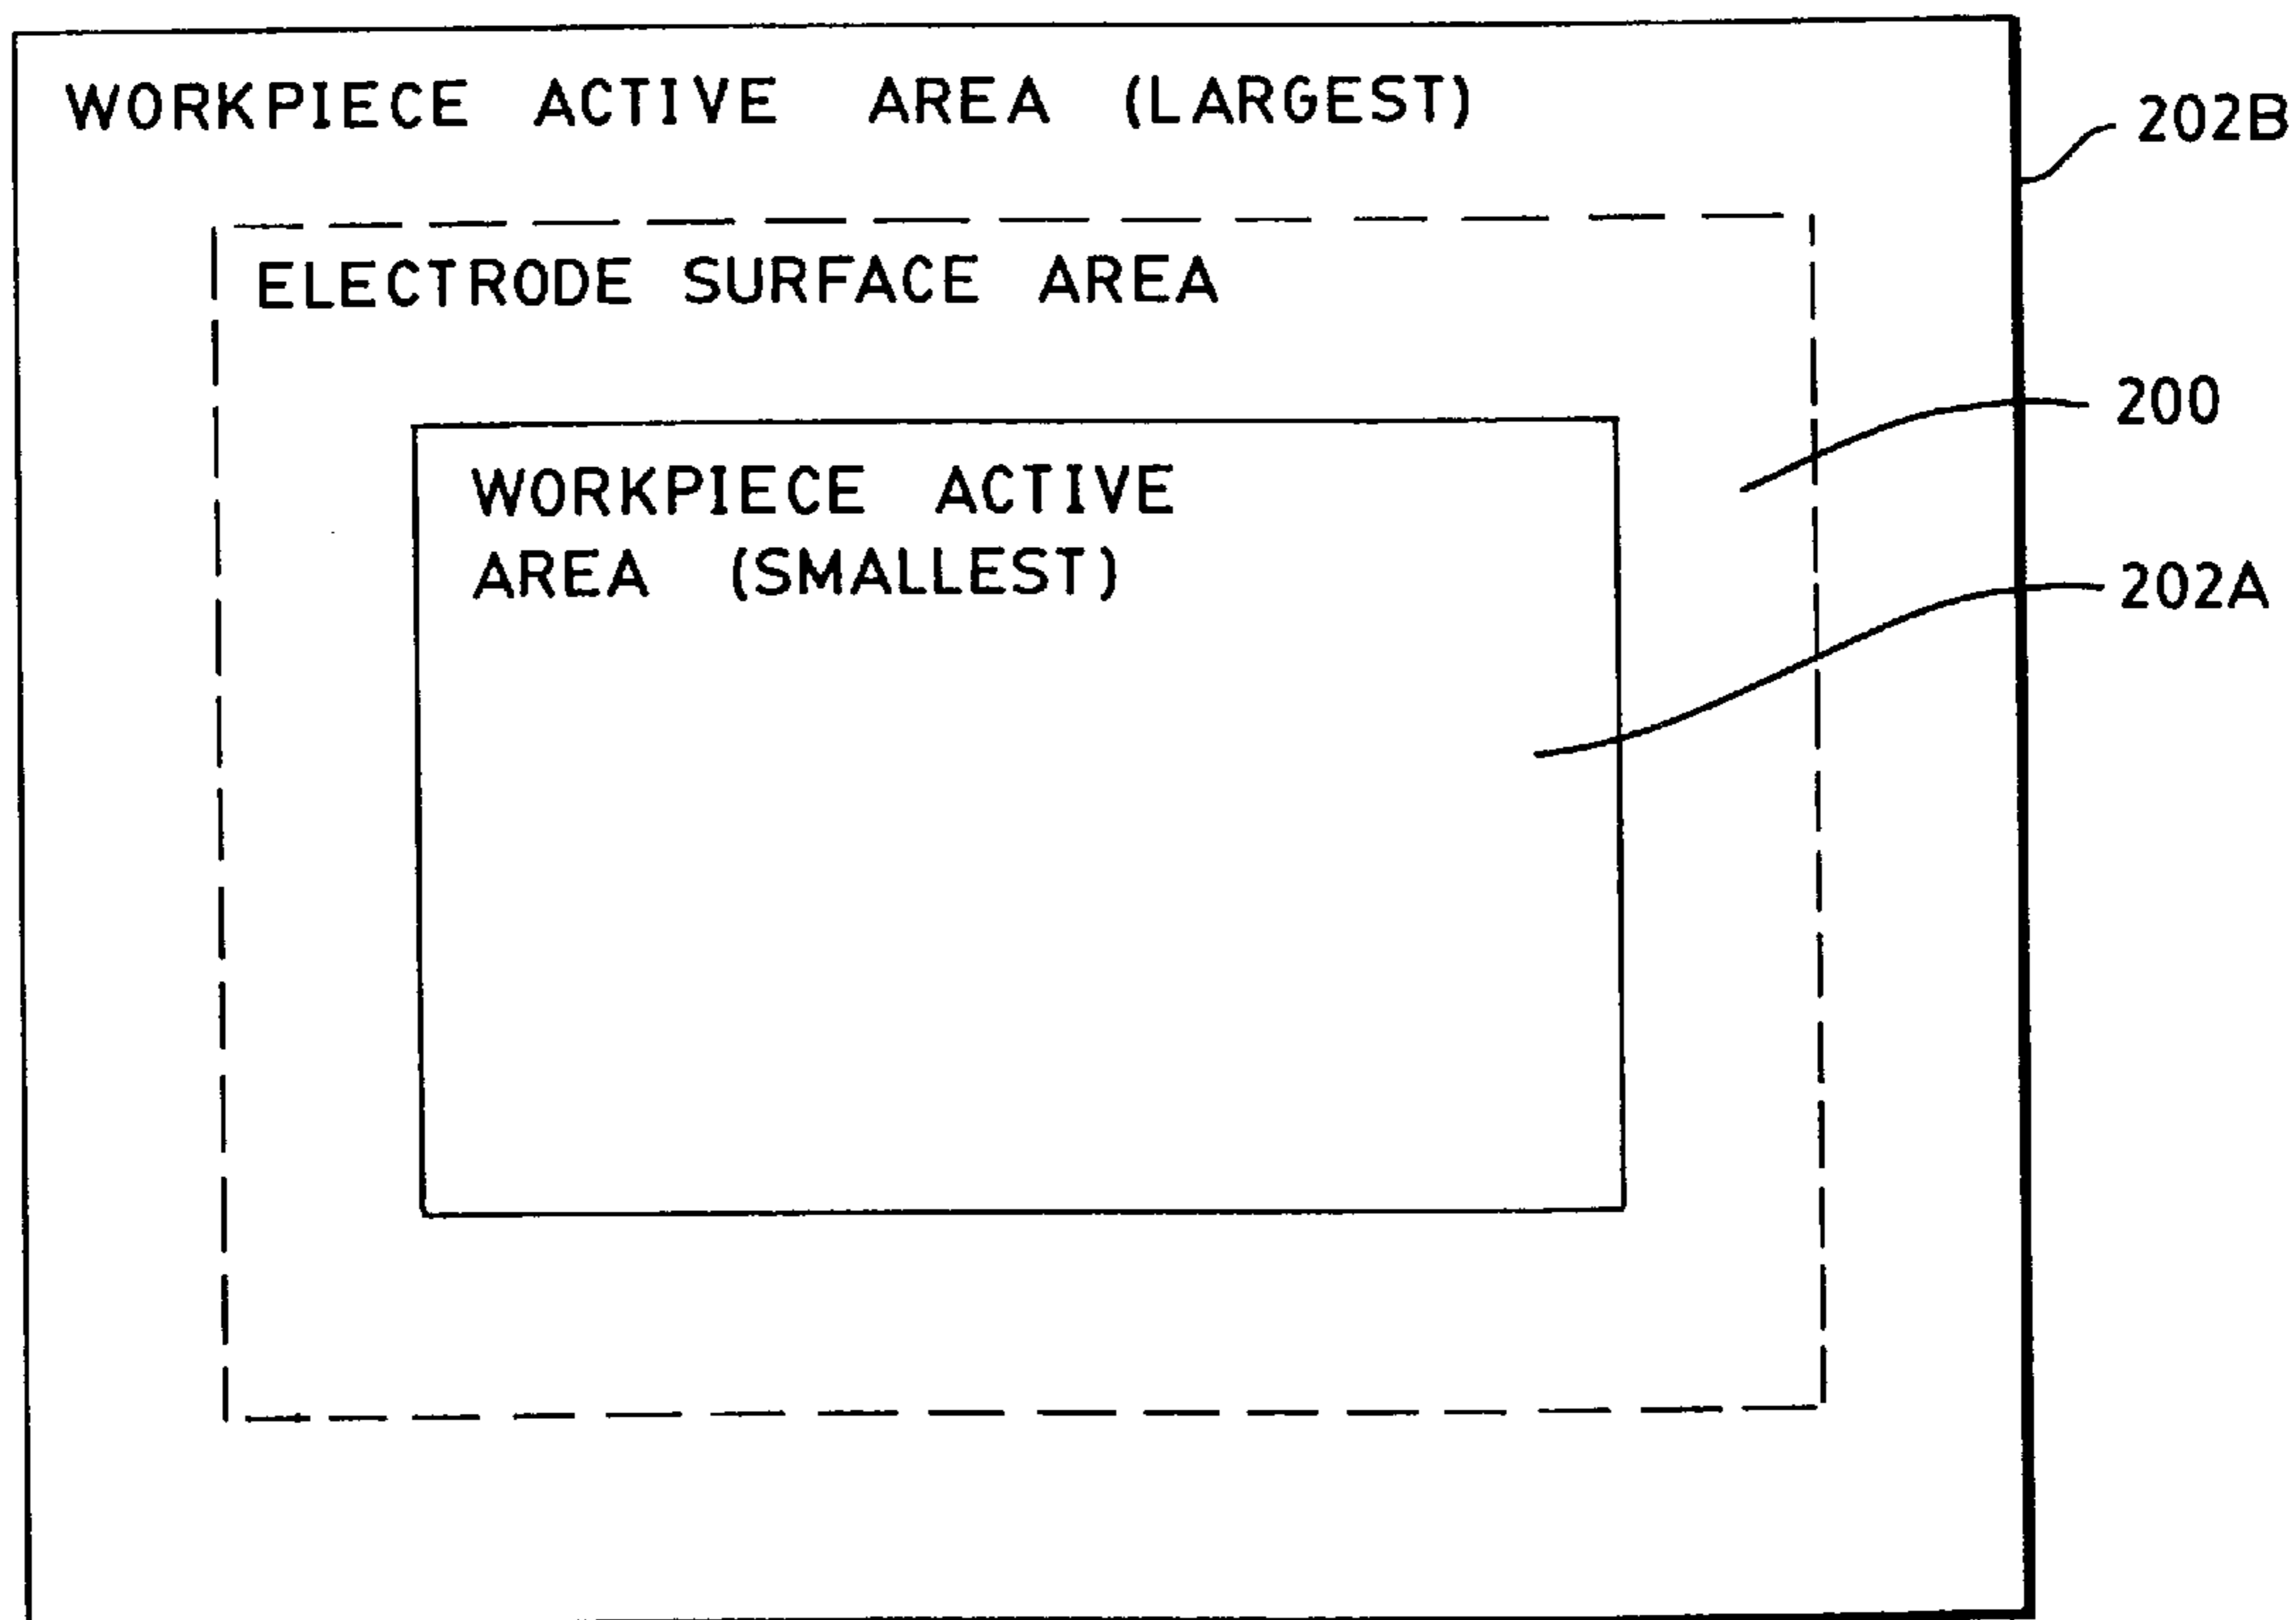 WORKPIECE ACTIVE AREA (LARGEST)
202B
ELECTRODE SURFACE AREA
200
WORKPIECE ACTIVE
AREA (SMALLEST)
202A